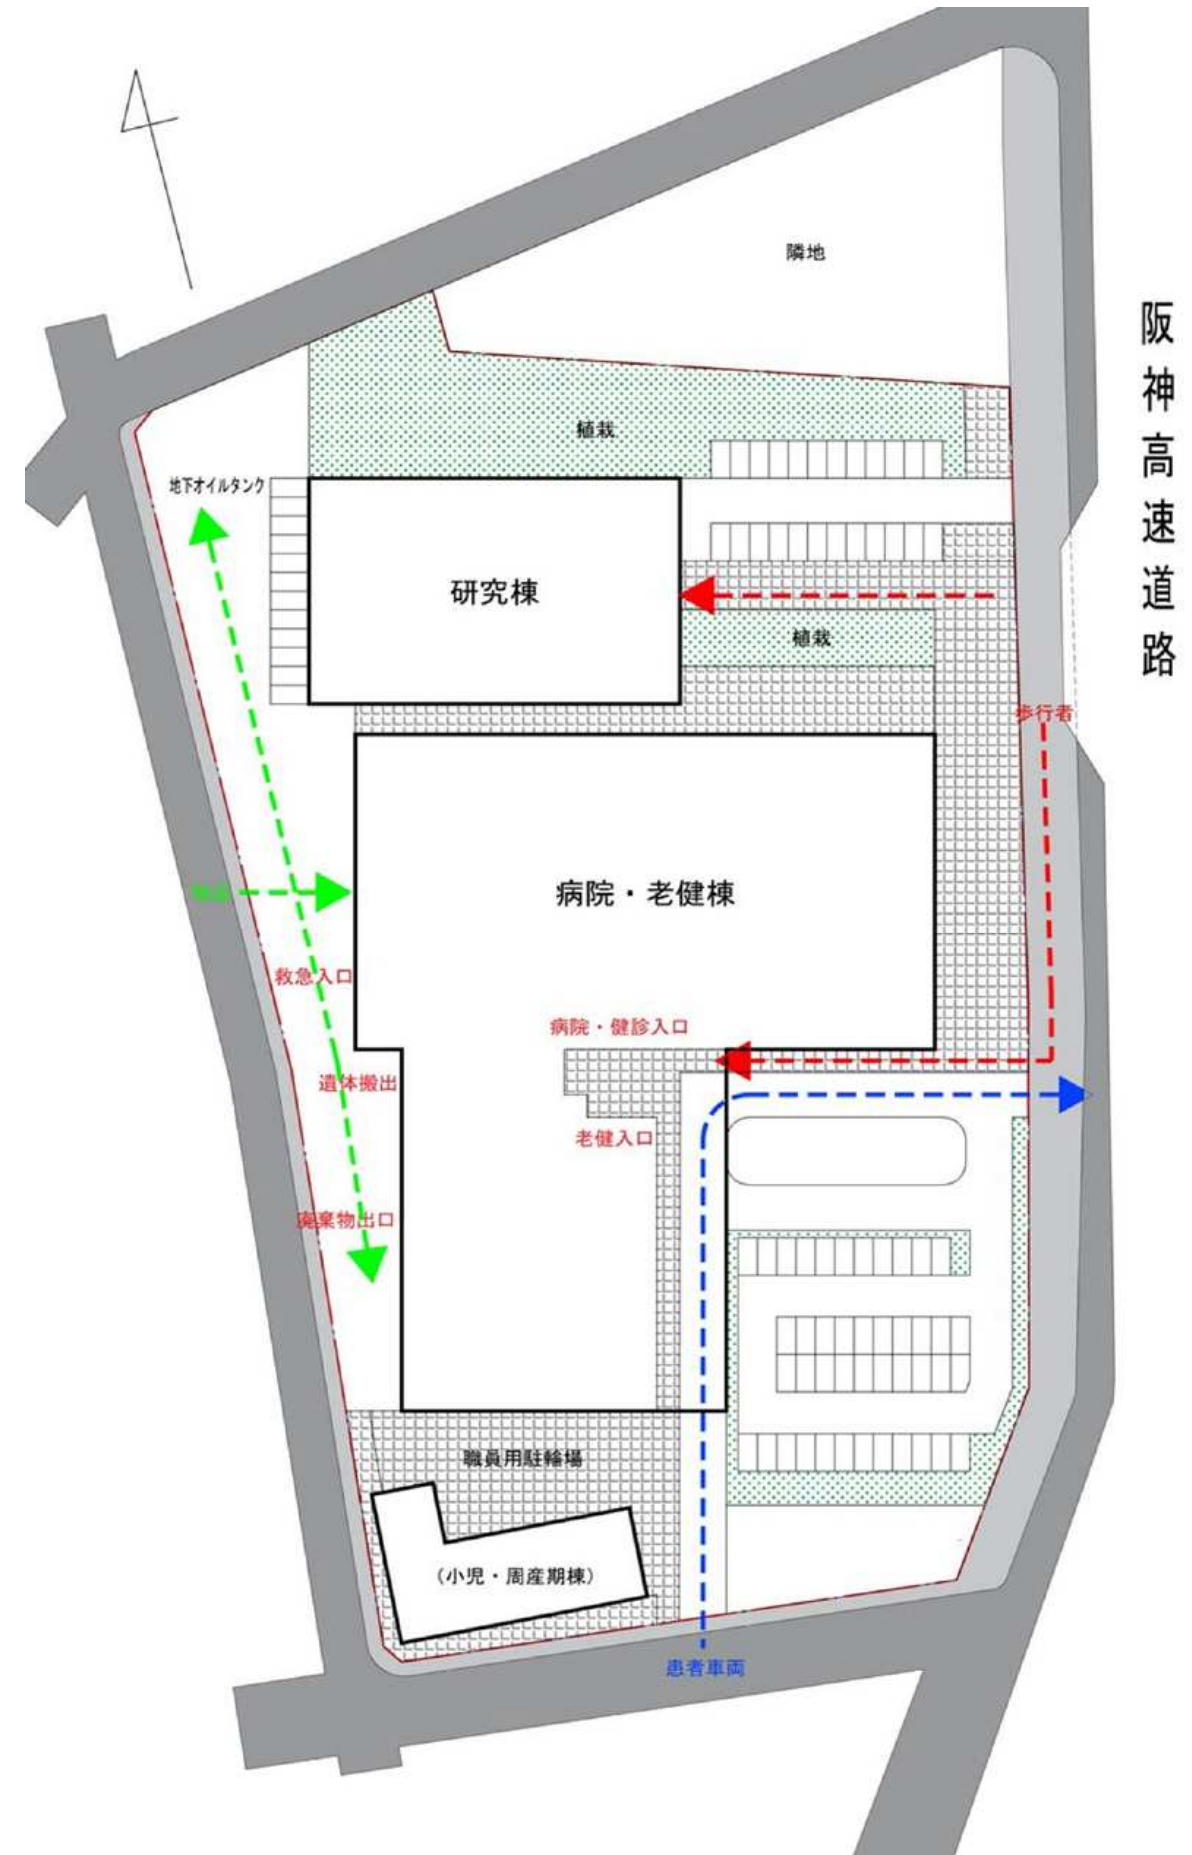 隣地
阪神高速道路
植栽
地下オイルタンク
研究棟
植栽
歩行者
病院・老健棟
救急入口
病院・健診入口
遺体搬出
老健入口
廃棄物出口
職員用駐輪場
(小児・周産期棟)
患者車両